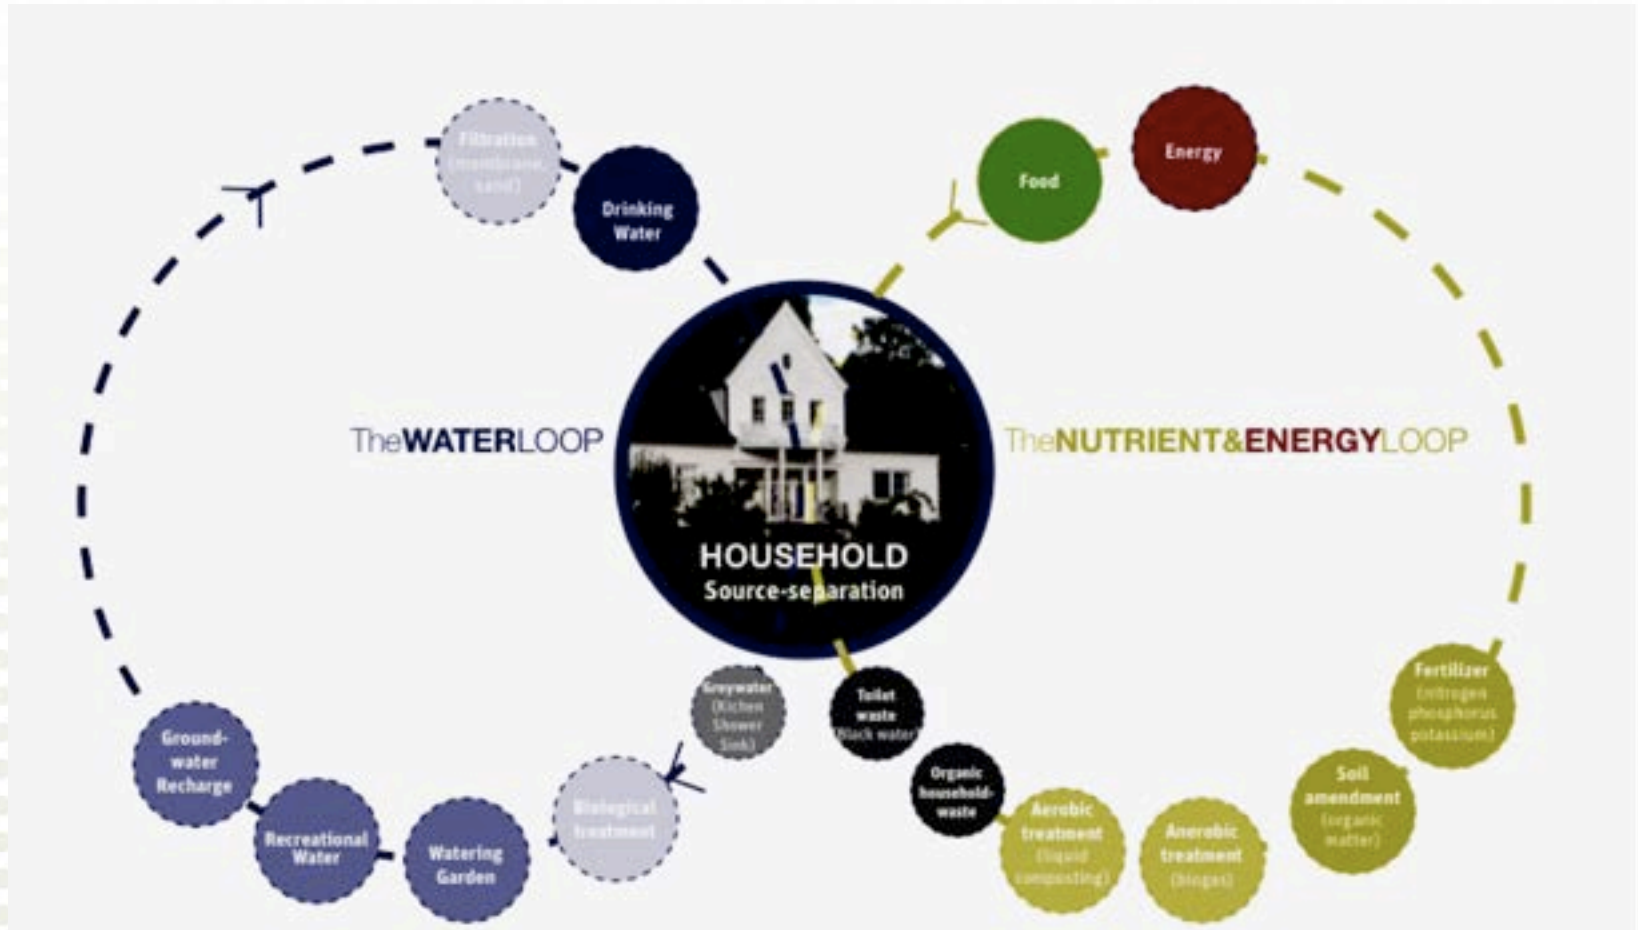 Filtration
(membrane,
sand)
Drinking
Water
Food
Energy
TheWATERLOOP
TheNUTRIENT&ENERGYLOOP
HOUSEHOLD
Source-separation
Greywater
(Kichen
Shower
Sink)
Toilet
waste
(Black water)
Organic
household-
waste
Biological
treatment
Watering
Garden
Recreational
Water
Ground-
water
Recharge
Aerobic
treatment
(liquid
composting)
Anerobic
treatment
(biogas)
Soil
amendment
(organic
matter)
Fertilizer
(nitrogen
phosphorus
potassium)